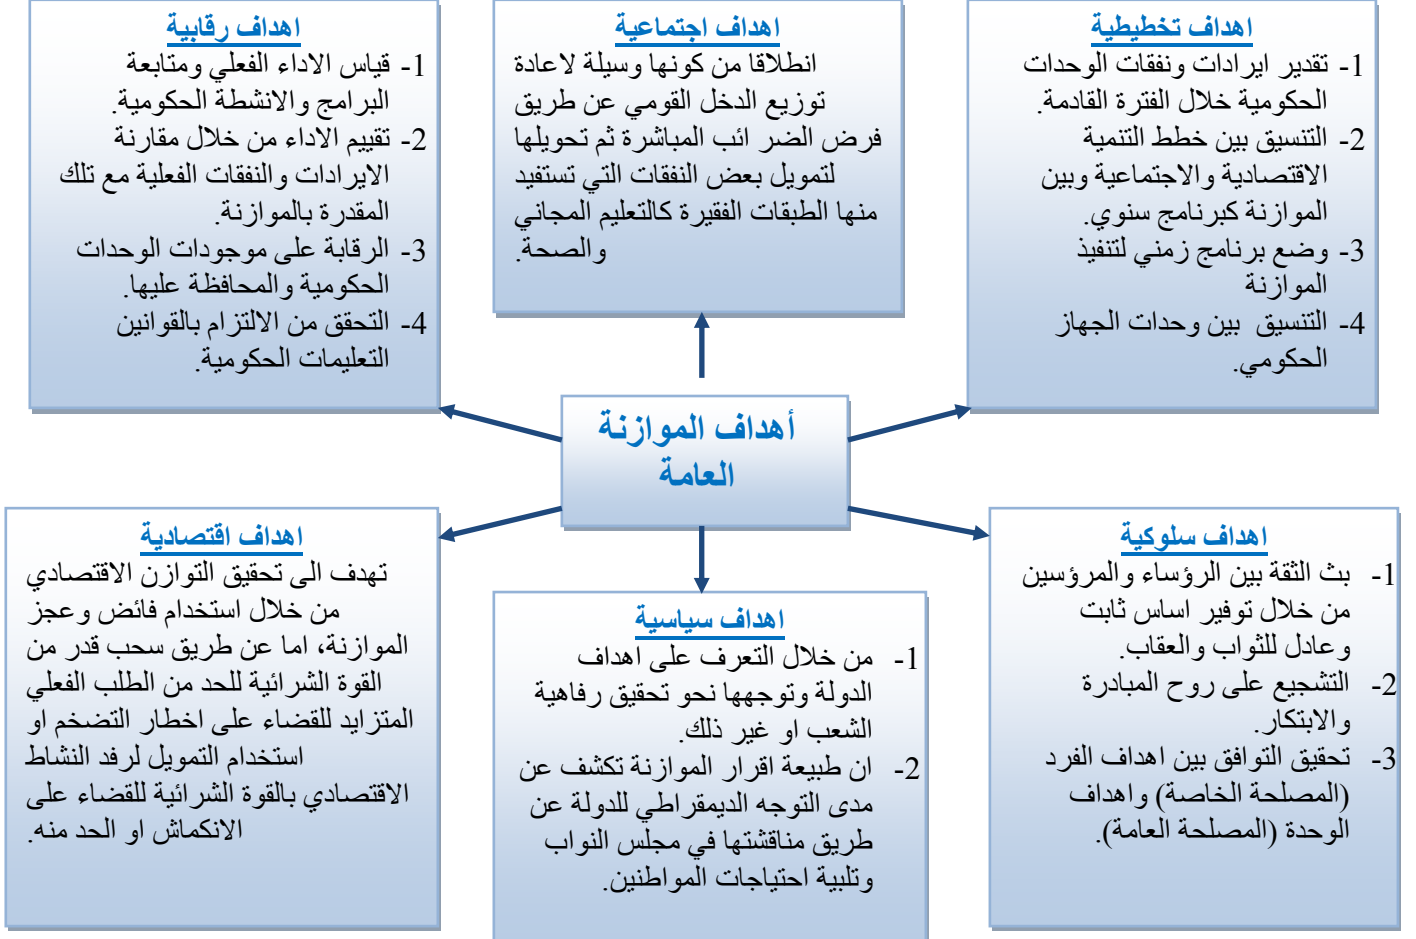 اهداف تخطيطية
1- تقدير ايرادات ونفقات الوحدات
الحكومية خلال الفترة القادمة.
2- التنسيق بين خطط التنمية
الاقتصادية والاجتماعية وبين
الموازنة كبرنامج سنوي.
3- وضع برنامج زمني لتنفيذ
الموازنة
4- التنسيق بين وحدات الجهاز
الحكومي.
اهداف اجتماعية
انطلاقا من كونها وسيلة لاعادة
توزيع الدخل القومي عن طريق
فرض الضر ائب المباشرة ثم تحويلها
لتمويل بعض النفقات التي تستفيد
منها الطبقات الفقيرة كالتعليم المجاني
والصحة.
اهداف رقابية
1- قياس الاداء الفعلي ومتابعة
البرامج والانشطة الحكومية.
2- تقييم الاداء من خلال مقارنة
الايرادات والنفقات الفعلية مع تلك
المقدرة بالموازنة.
3- الرقابة على موجودات الوحدات
الحكومية والمحافظة عليها.
4- التحقق من الالتزام بالقوانين
التعليمات الحكومية.
أهداف الموازنة
العامة
اهداف سلوكية
1- بث الثقة بين الرؤساء والمرؤسين
من خلال توفير اساس ثابت
وعادل للثواب والعقاب.
2- التشجيع على روح المبادرة
والابتكار.
3- تحقيق التوافق بين اهداف الفرد
(المصلحة الخاصة) واهداف
الوحدة (المصلحة العامة).
اهداف سياسية
1- من خلال التعرف على اهداف
الدولة وتوجهها نحو تحقيق رفاهية
الشعب او غير ذلك.
2- ان طبيعة اقرار الموازنة تكشف عن
مدى التوجه الديمقراطي للدولة عن
طريق مناقشتها في مجلس النواب
وتلبية احتياجات المواطنين.
اهداف اقتصادية
تهدف الى تحقيق التوازن الاقتصادي
من خلال استخدام فائض وعجز
الموازنة، اما عن طريق سحب قدر من
القوة الشرائية للحد من الطلب الفعلي
المتزايد للقضاء على اخطار التضخم او
استخدام التمويل لرفد النشاط
الاقتصادي بالقوة الشرائية للقضاء على
الانكماش او الحد منه.